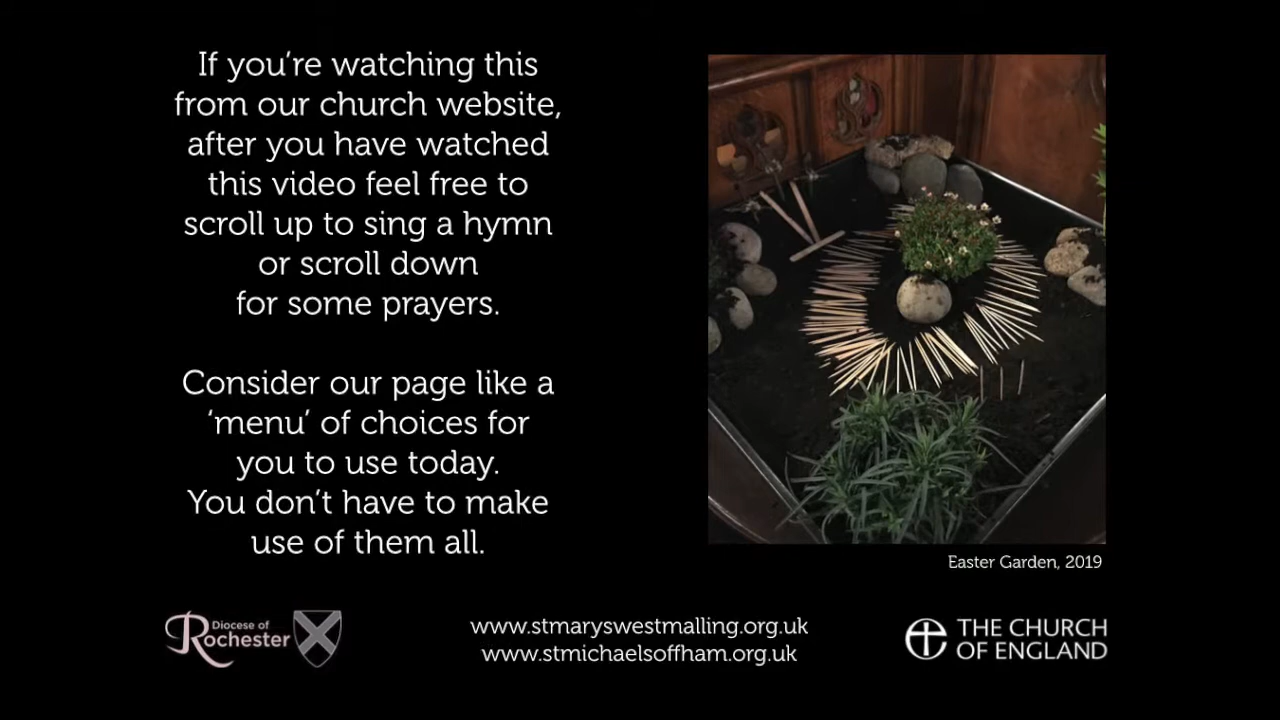 If you’re watching this
from our church website,
after you have watched
this video feel free to
scroll up to sing a hymn
or scroll down
for some prayers.
Consider our page like a
‘menu’ of choices for
you to use today.
You don’t have to make
use of them all.
Easter Garden, 2019
Diocese of
Rochester
www.stmaryswestmalling.org.uk
www.stmichaelsoffham.org.uk
THE CHURCH
OF ENGLAND